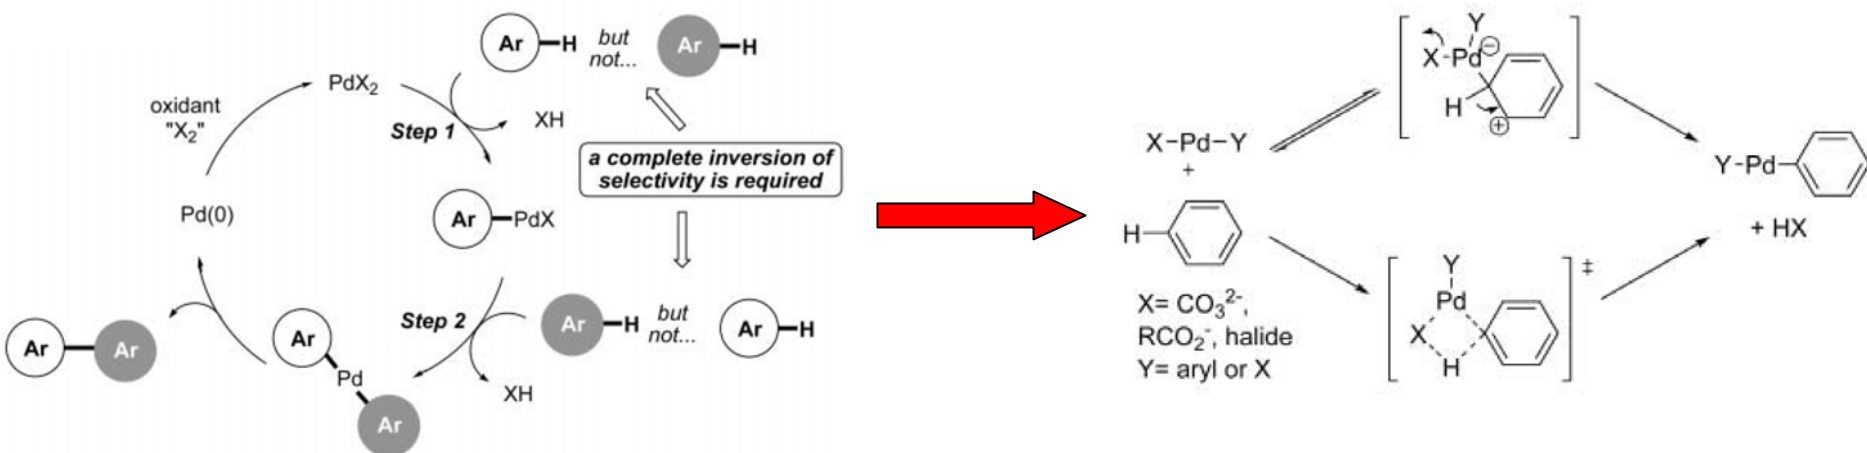 Ar–H but not... Ar–H
PdX₂
oxidant
"X₂"
Step 1
XH
a complete inversion of
selectivity is required
Ar–PdX
Pd(0)
Step 2
Ar–H but not... Ar–H
XH
Ar–Ar
Ar
Pd
Ar
Y
X-Pd⊖
H
⊕
X–Pd–Y
+
H
X= CO₃²⁻,
RCO₂⁻, halide
Y= aryl or X
Y
Pd
X
H
‡
Y-Pd
+ HX